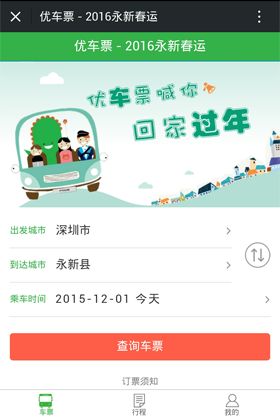 优车票 - 2016永新春运
优车票 - 2016永新春运
优车票喊你
回家过年
出发城市 深圳市
到达城市 永新县
乘车时间 2015-12-01 今天
查询车票
订票须知
车票 行程 我的